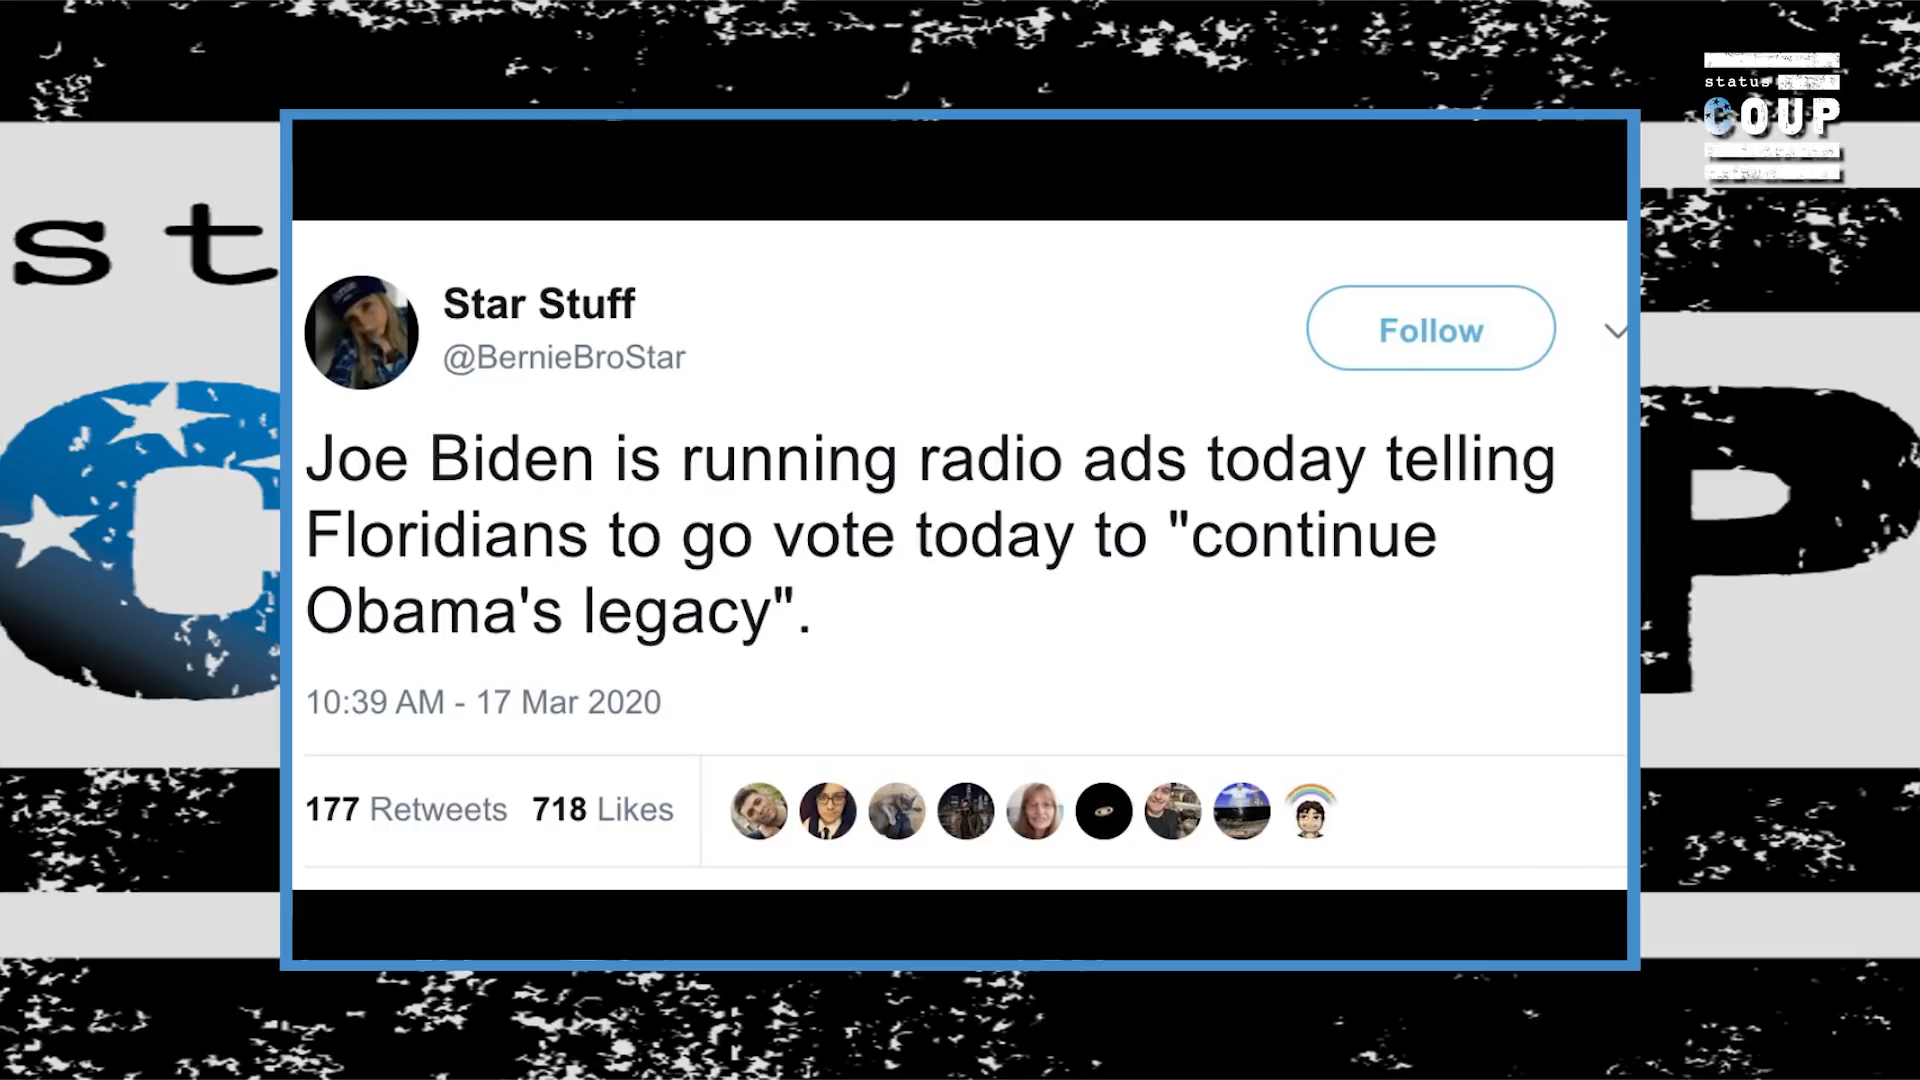 status
COUP
st
C
P
Star Stuff
@BernieBroStar
Follow
Joe Biden is running radio ads today telling
Floridians to go vote today to "continue
Obama's legacy".
10:39 AM - 17 Mar 2020
177 Retweets 718 Likes